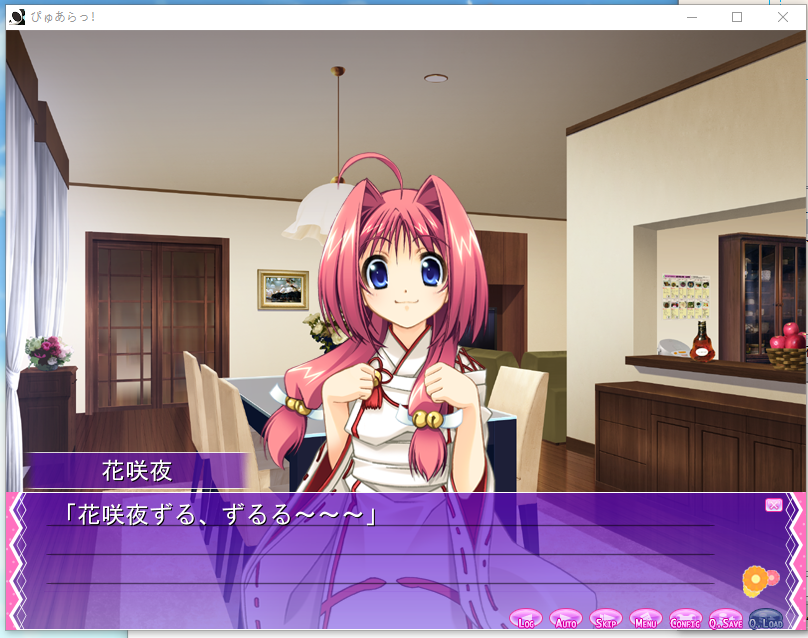 ぴゅあらっ!
花咲夜
「花咲夜ずる、ずるる~~~」
LOG
AUTO
SKIP
MENU
CONFIG
Q.SAVE
Q.LOAD